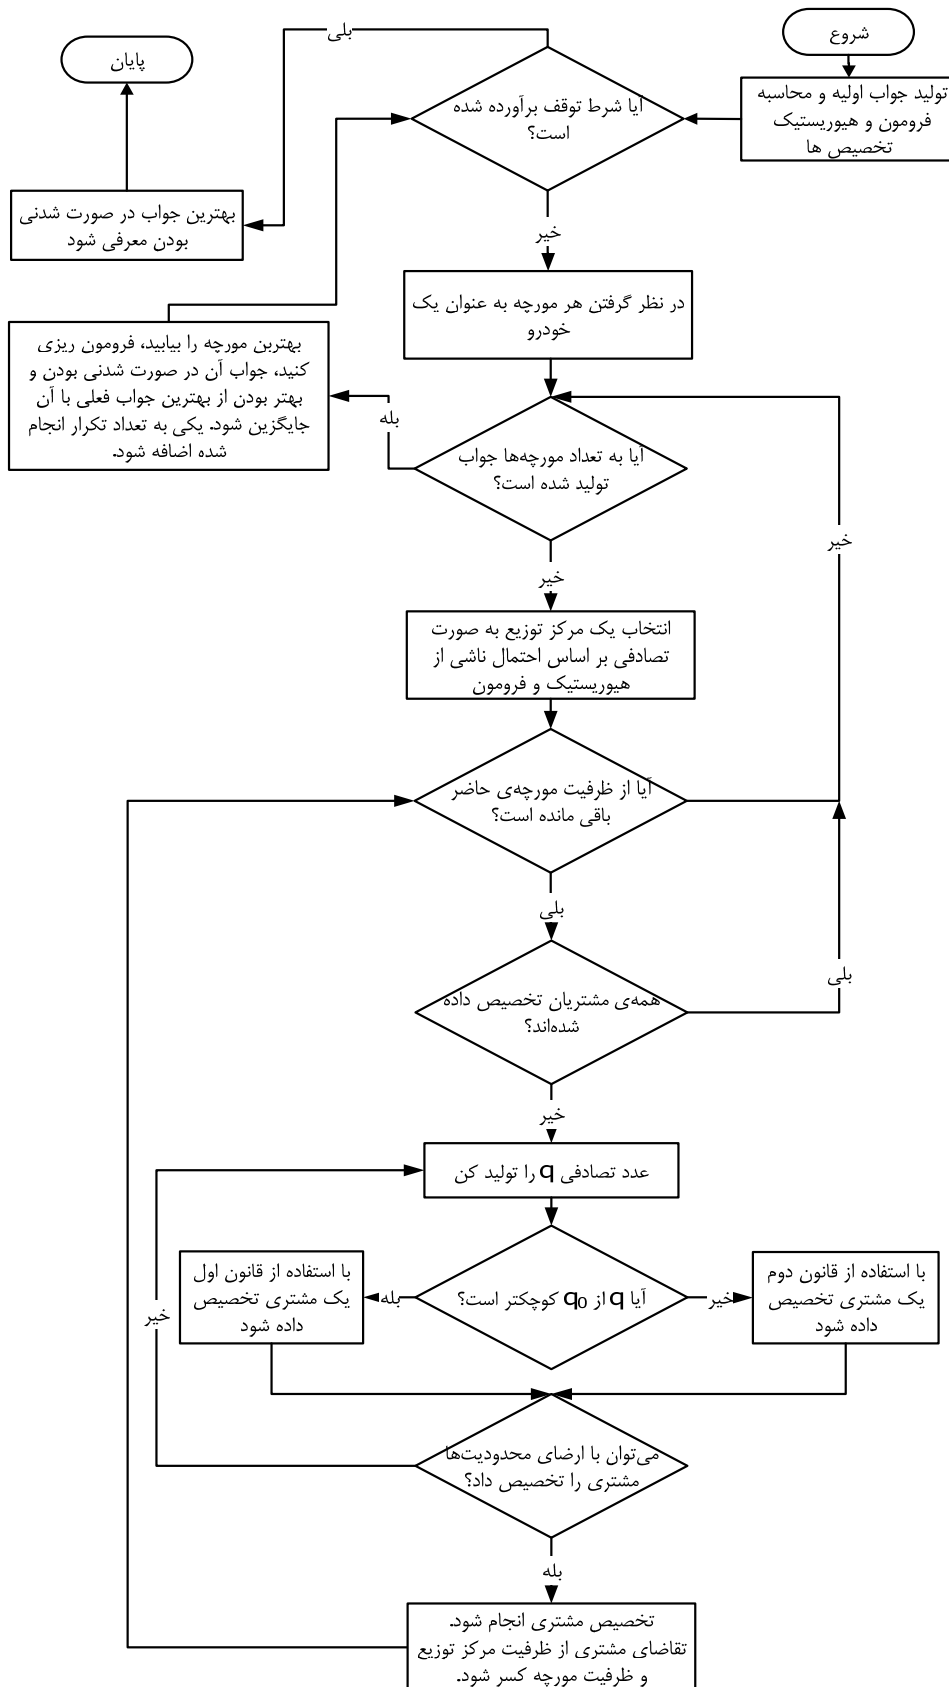 شروع
تولید جواب اولیه و محاسبه
فرومون و هیوریستیک
تخصیص ها
آیا شرط توقف برآورده شده
است؟
بلی
پایان
بهترین جواب در صورت شدنی
بودن معرفی شود
خیر
در نظر گرفتن هر مورچه به عنوان یک
خودرو
بهترین مورچه را بیابید، فرومون ریزی
کنید، جواب آن در صورت شدنی بودن و
بهتر بودن از بهترین جواب فعلی با آن
جایگزین شود. یکی به تعداد تکرار انجام
شده اضافه شود.
بله
آیا به تعداد مورچه‌ها جواب
تولید شده است؟
خیر
خیر
انتخاب یک مرکز توزیع به صورت
تصادفی بر اساس احتمال ناشی از
هیوریستیک و فرومون
آیا از ظرفیت مورچه‌ی حاضر
باقی مانده است؟
بلی
بلی
همه‌ی مشتریان تخصیص داده
شده‌اند؟
خیر
عدد تصادفی q را تولید کن
با استفاده از قانون دوم
یک مشتری تخصیص
داده شود
خیر
آیا q از q0 کوچکتر است؟
بله
با استفاده از قانون اول
یک مشتری تخصیص
داده شود
خیر
می‌توان با ارضای محدودیت‌ها
مشتری را تخصیص داد؟
بله
تخصیص مشتری انجام شود.
تقاضای مشتری از ظرفیت مرکز توزیع
و ظرفیت مورچه کسر شود.